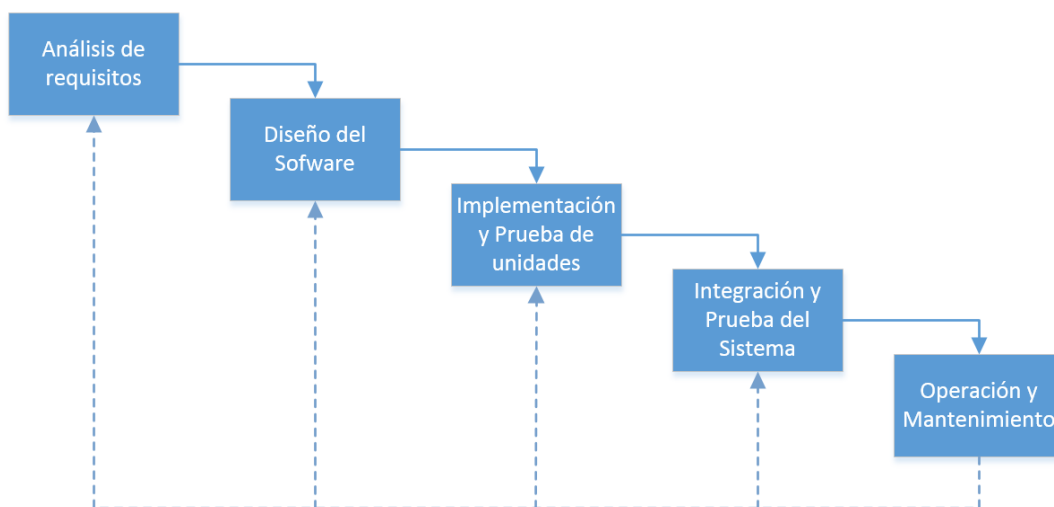 Análisis de
requisitos
Diseño del
Sofware
Implementación
y Prueba de
unidades
Integración y
Prueba del
Sistema
Operación y
Mantenimiento